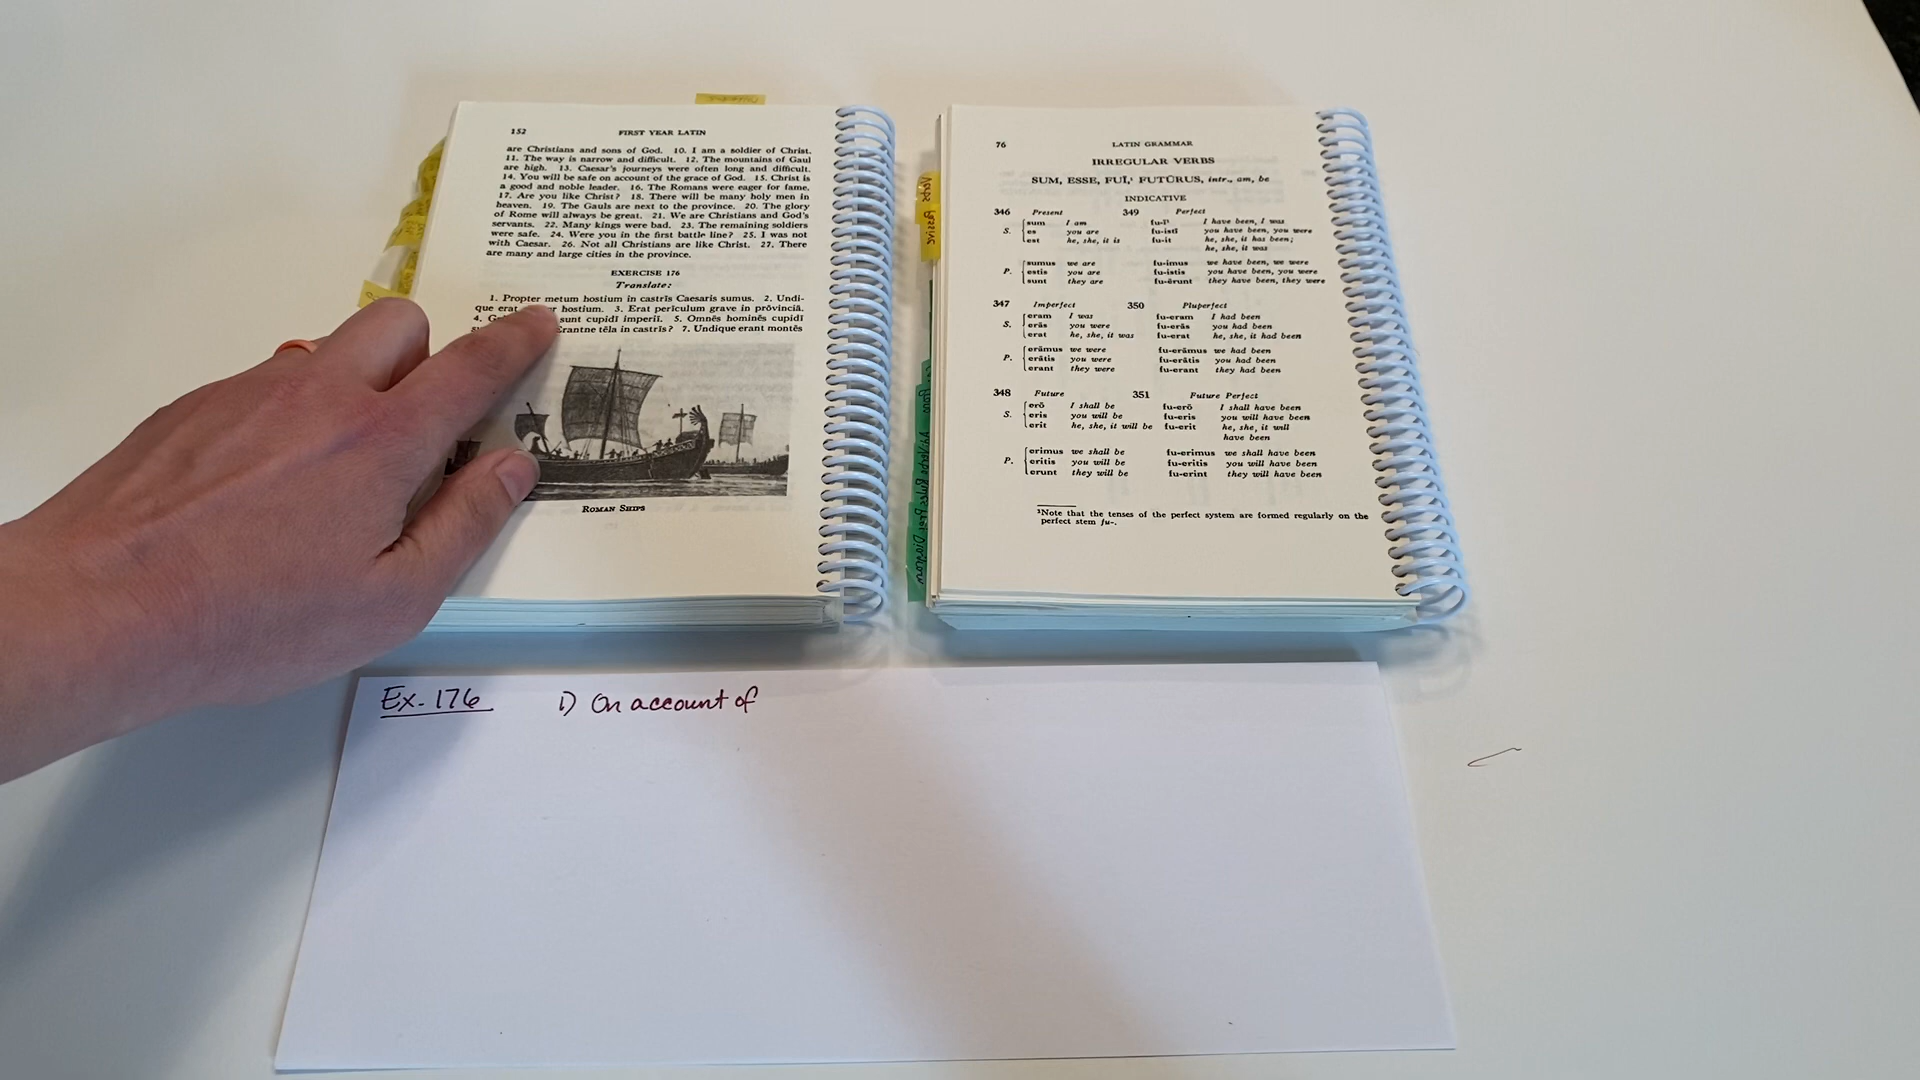 152 FIRST YEAR LATIN
are Christians and sons of God. 10. I am a soldier of Christ.
11. The way is narrow and difficult. 12. The mountains of Gaul
are high. 13. Caesar's journeys were often long and difficult.
14. You will be safe on account of the grace of God. 15. Christ is
a good and noble leader. 16. The Romans were eager for fame.
17. Are you like Christ? 18. There will be many holy men in
heaven. 19. The Gauls are next to the province. 20. The glory
of Rome will always be great. 21. We are Christians and God's
servants. 22. Many kings were bad. 23. The remaining soldiers
were safe. 24. Were you in the first battle line? 25. I was not
with Caesar. 26. Not all Christians are like Christ. 27. There
are many and large cities in the province.
EXERCISE 176
Translate:
1. Propter metum hostium in castrīs Caesaris sumus. 2. Undi-
que erat hostium. 3. Erat perīculum grave in prōvinciā.
4. sunt cupidī imperiī. 5. Omnēs hominēs cupidī
Erantne tēla in castrīs? 7. Undique erant montēs
ROMAN SHIPS
76 LATIN GRAMMAR
IRREGULAR VERBS
SUM, ESSE, FUĪ,¹ FUTŪRUS, intr., am, be
INDICATIVE
346 Present 349 Perfect
sum I am fu-ī¹ I have been, I was
S. es you are fu-istī you have been, you were
est he, she, it is fu-it he, she, it has been;
he, she, it was
sumus we are fu-imus we have been, we were
P. estis you are fu-istis you have been, you were
sunt they are fu-ērunt they have been, they were
347 Imperfect 350 Pluperfect
eram I was fu-eram I had been
S. erās you were fu-erās you had been
erat he, she, it was fu-erat he, she, it had been
erāmus we were fu-erāmus we had been
P. erātis you were fu-erātis you had been
erant they were fu-erant they had been
348 Future 351 Future Perfect
erō I shall be fu-erō I shall have been
S. eris you will be fu-eris you will have been
erit he, she, it will be fu-erit he, she, it will
have been
erimus we shall be fu-erimus we shall have been
P. eritis you will be fu-eritis you will have been
erunt they will be fu-erint they will have been
¹Note that the tenses of the perfect system are formed regularly on the
perfect stem fu-.
Ex. 176 1) On account of